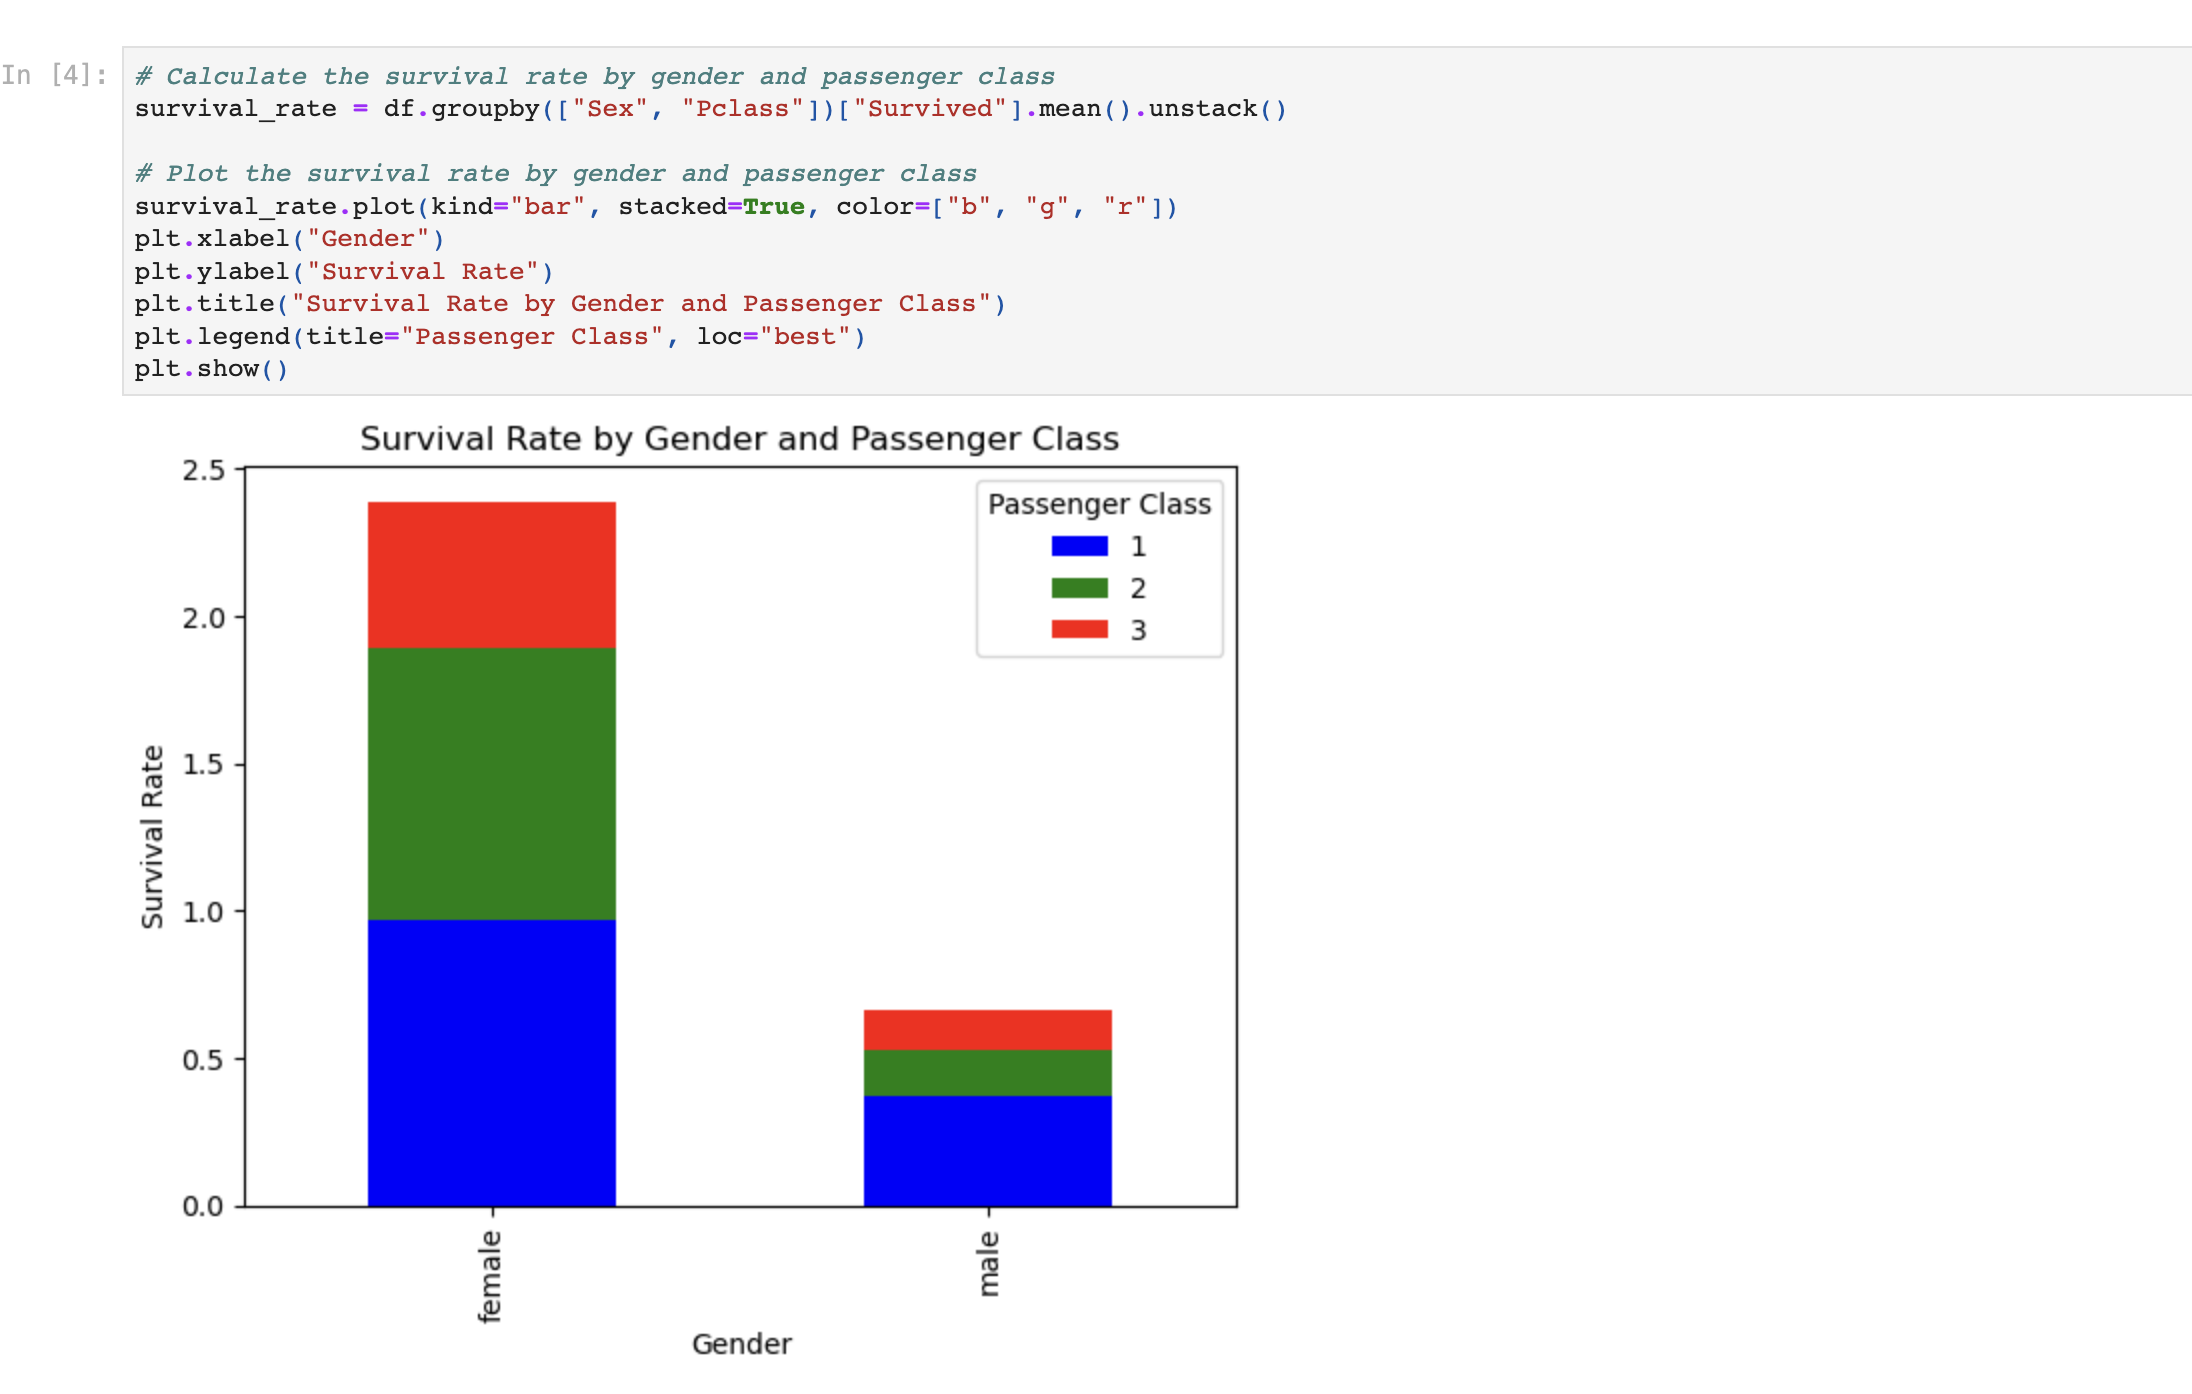 In [4]:
# Calculate the survival rate by gender and passenger class
survival_rate = df.groupby(["Sex", "Pclass"])["Survived"].mean().unstack()
# Plot the survival rate by gender and passenger class
survival_rate.plot(kind="bar", stacked=True, color=["b", "g", "r"])
plt.xlabel("Gender")
plt.ylabel("Survival Rate")
plt.title("Survival Rate by Gender and Passenger Class")
plt.legend(title="Passenger Class", loc="best")
plt.show()
Survival Rate by Gender and Passenger Class
2.5
2.0
1.5
1.0
0.5
0.0
Survival Rate
Passenger Class
1
2
3
female
male
Gender